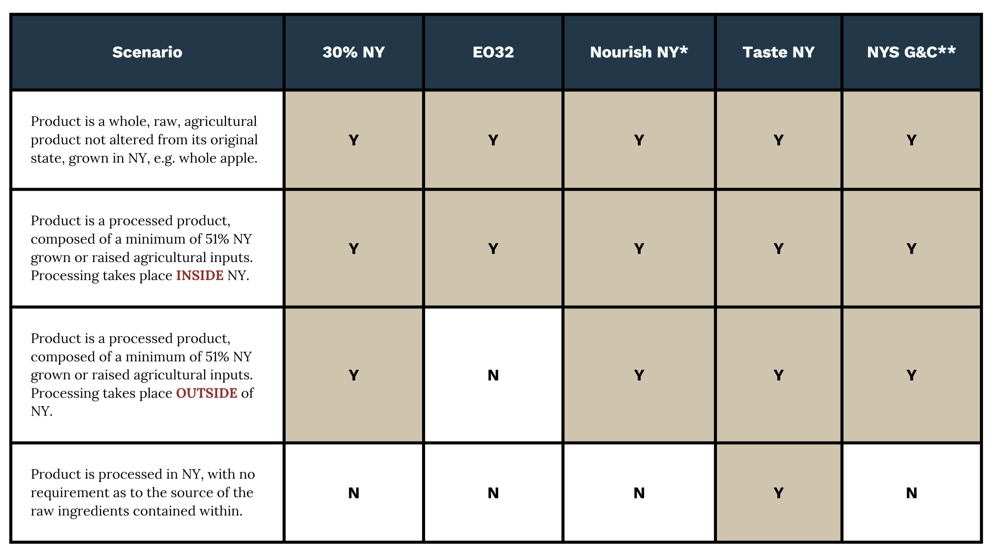 Scenario
30% NY
EO32
Nourish NY*
Taste NY
NYS G&C**
Product is a whole, raw, agricultural
product not altered from its original
state, grown in NY, e.g. whole apple.
Y
Y
Y
Y
Y
Product is a processed product,
composed of a minimum of 51% NY
grown or raised agricultural inputs.
Processing takes place INSIDE NY.
Y
Y
Y
Y
Y
Product is a processed product,
composed of a minimum of 51% NY
grown or raised agricultural inputs.
Processing takes place OUTSIDE of
NY.
Y
N
Y
Y
Y
Product is processed in NY, with no
requirement as to the source of the
raw ingredients contained within.
N
N
N
Y
N